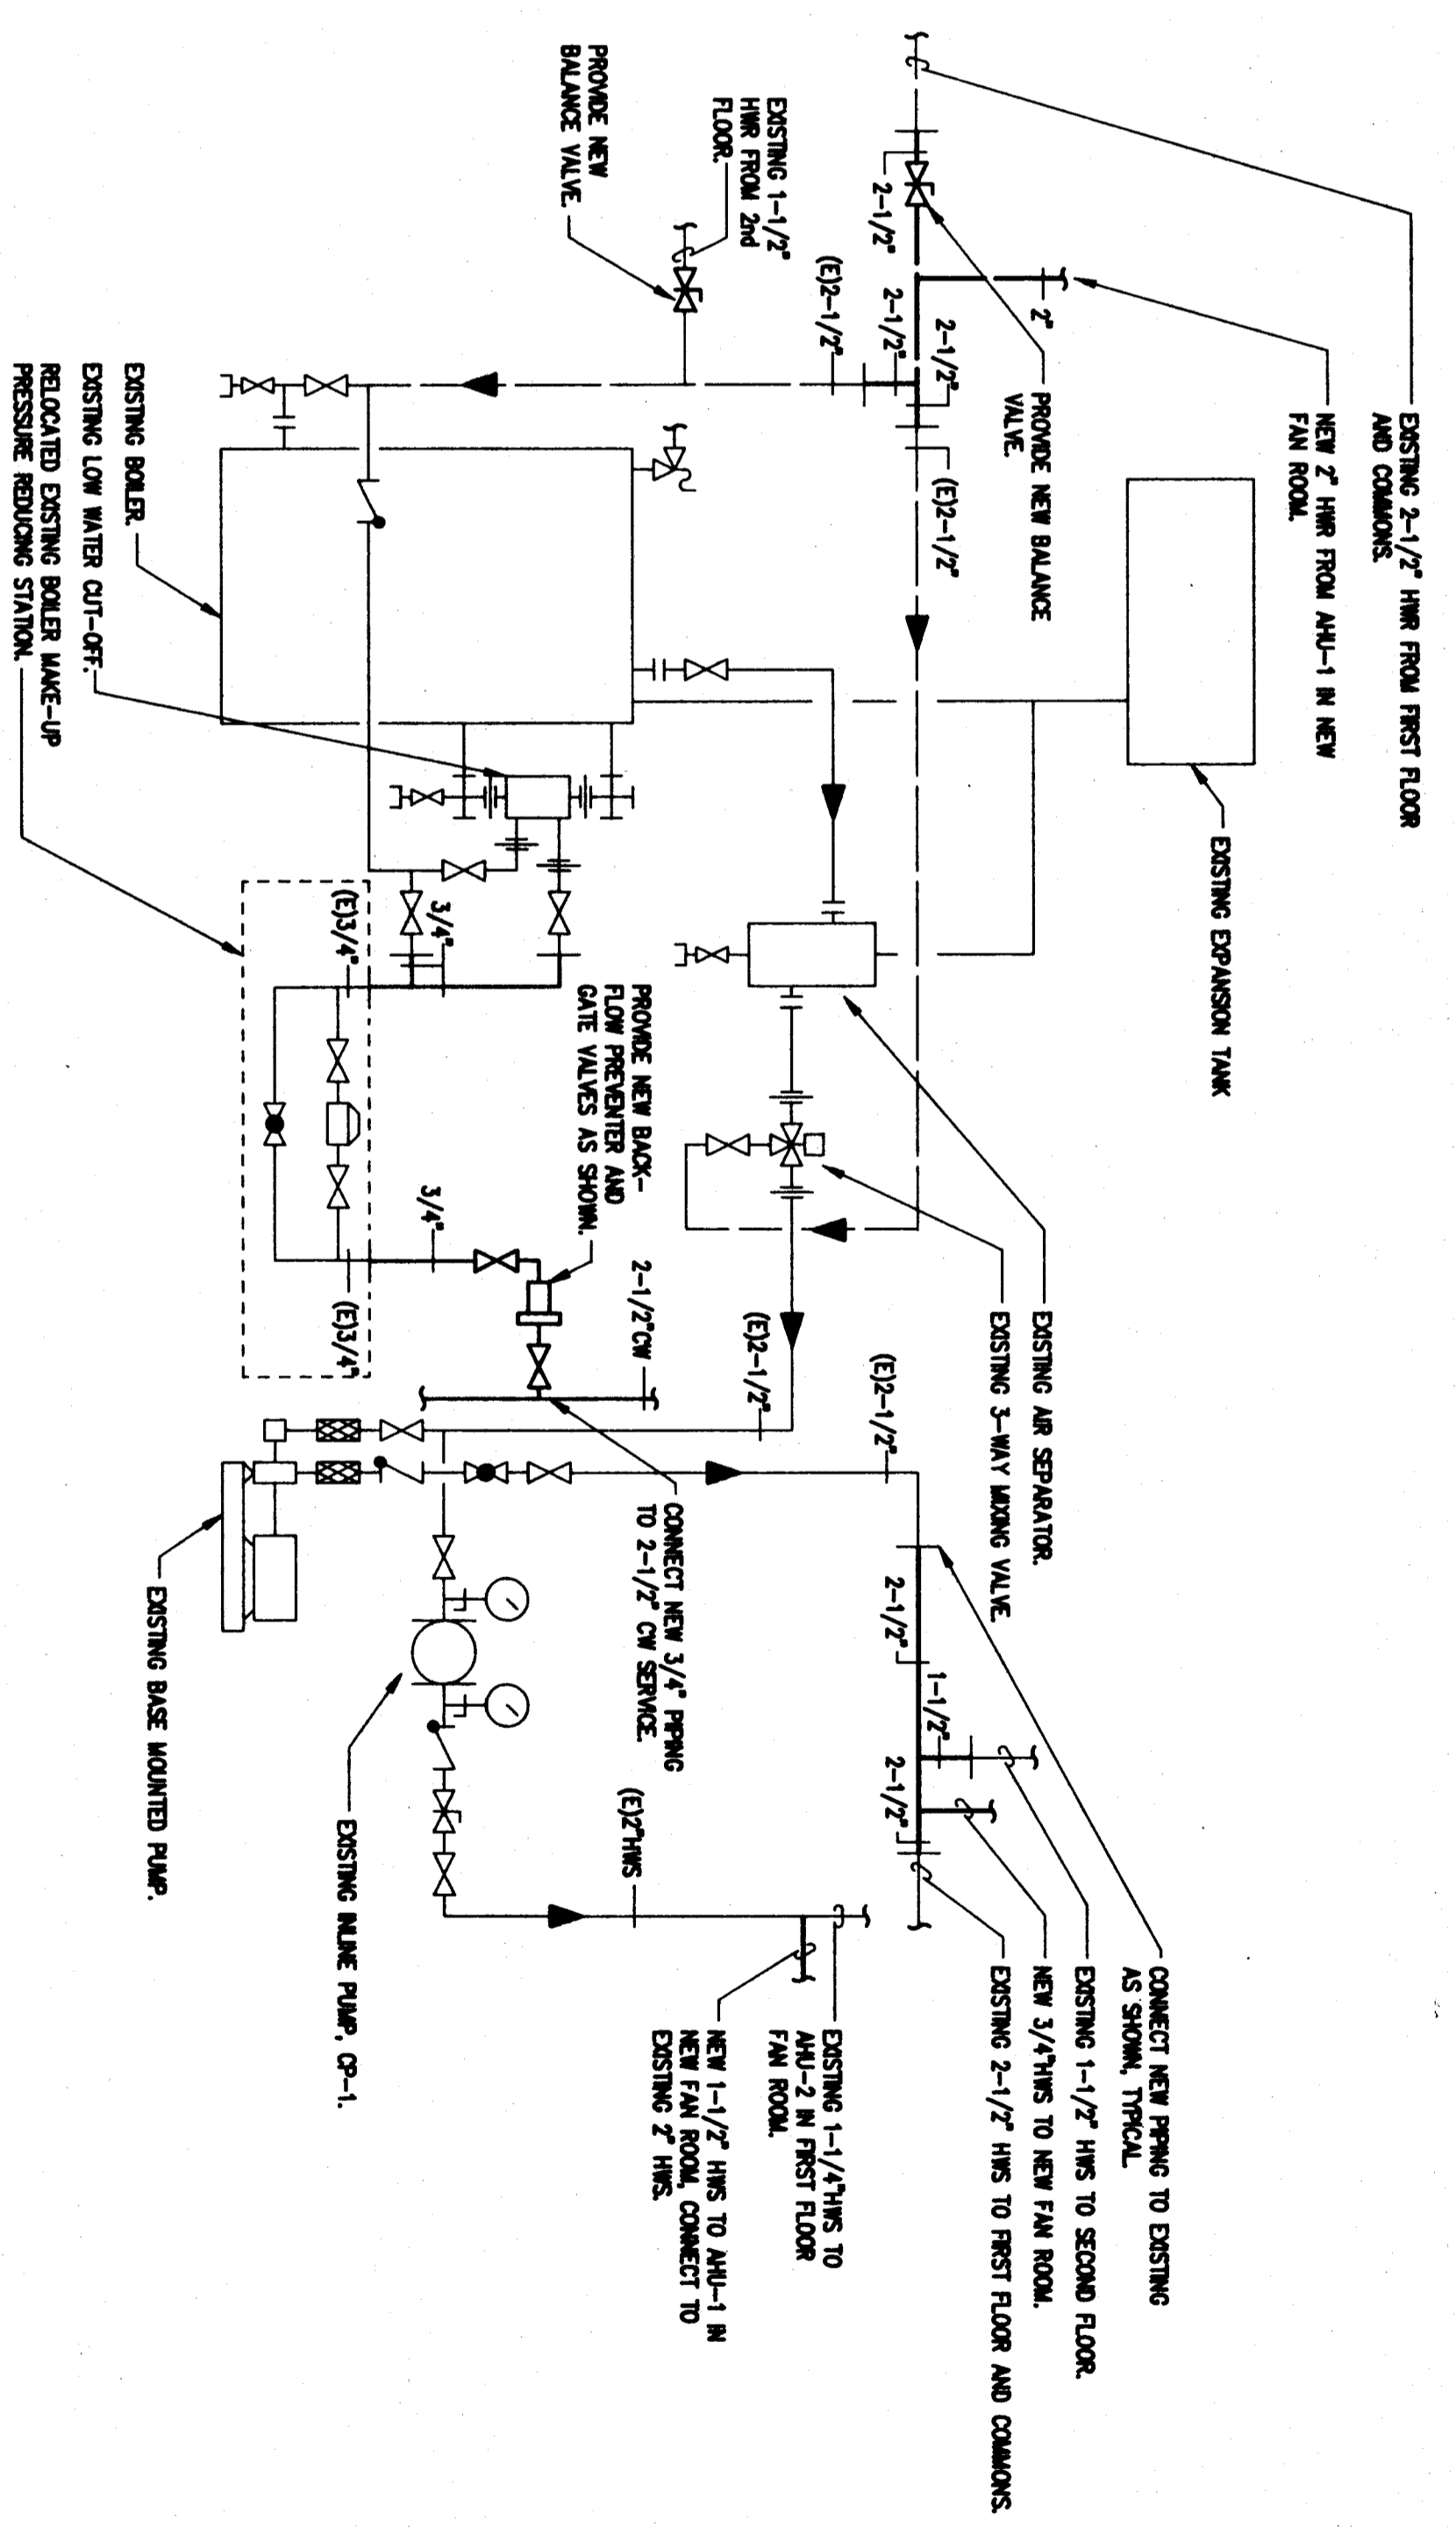 EXISTING 2-1/2" HWR FROM FIRST FLOOR
AND COMMONS.
NEW 2" HWR FROM AHU-1 IN NEW
FAN ROOM.
EXISTING EXPANSION TANK
2"
PROVIDE NEW BALANCE
VALVE.
2-1/2"
2-1/2"
2-1/2"
(E)2-1/2"
(E)2-1/2"
EXISTING 1-1/2"
HWR FROM 2nd
FLOOR.
PROVIDE NEW
BALANCE VALVE.
EXISTING AIR SEPARATOR.
EXISTING 3-WAY MIXING VALVE.
CONNECT NEW PIPING TO EXISTING
AS SHOWN, TYPICAL.
EXISTING 1-1/2" HWS TO SECOND FLOOR.
NEW 3/4"HWS TO NEW FAN ROOM.
EXISTING 2-1/2" HWS TO FIRST FLOOR AND COMMONS.
1-1/2"
2-1/2"
2-1/2"
(E)2-1/2"
(E)2-1/2"
EXISTING 1-1/4"HWS TO
AHU-2 IN FIRST FLOOR
FAN ROOM.
NEW 1-1/2" HWS TO AHU-1 IN
NEW FAN ROOM, CONNECT TO
EXISTING 2" HWS.
(E)2"HWS
CONNECT NEW 3/4" PIPING
TO 2-1/2" CW SERVICE.
2-1/2"CW
PROVIDE NEW BACK-
FLOW PREVENTER AND
GATE VALVES AS SHOWN.
3/4"
3/4"
(E)3/4"
(E)3/4"
EXISTING INLINE PUMP, CP-1.
EXISTING BASE MOUNTED PUMP.
EXISTING BOILER.
EXISTING LOW WATER CUT-OFF.
RELOCATED EXISTING BOILER MAKE-UP
PRESSURE REDUCING STATION.